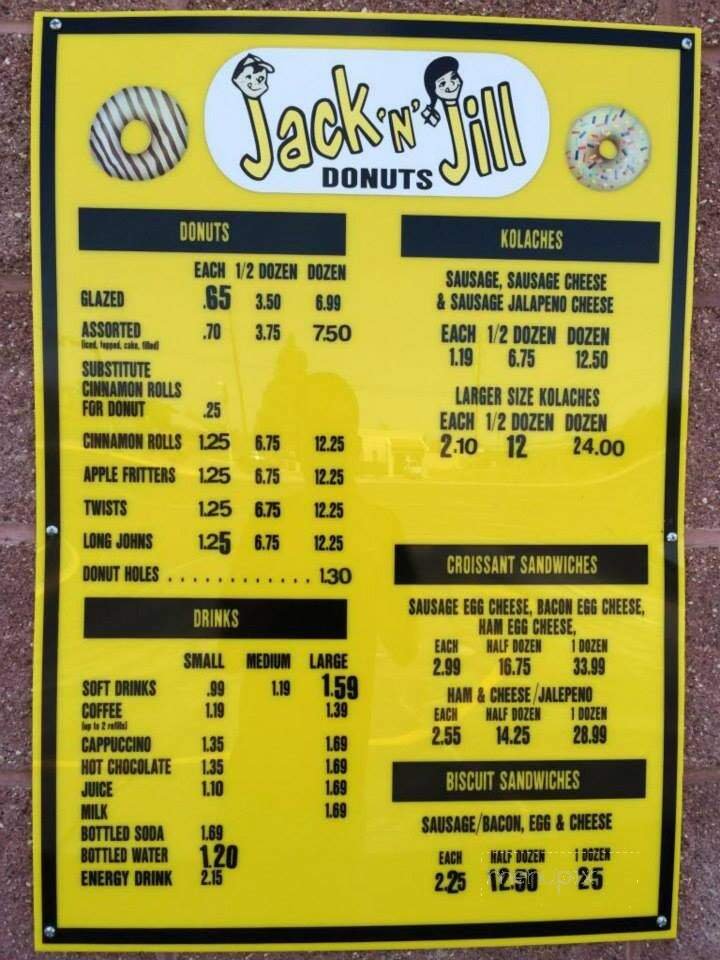 Jack 'N' Jill
DONUTS
DONUTS
EACH 1/2 DOZEN DOZEN
GLAZED .65 3.50 6.99
ASSORTED .70 3.75 7.50
(iced, topped, cake, filled)
SUBSTITUTE
CINNAMON ROLLS
FOR DONUT .25
CINNAMON ROLLS 1.25 6.75 12.25
APPLE FRITTERS 1.25 6.75 12.25
TWISTS 1.25 6.75 12.25
LONG JOHNS 1.25 6.75 12.25
DONUT HOLES . . . . . . . . . . . . . 1.30
DRINKS
SMALL MEDIUM LARGE
SOFT DRINKS .99 1.19 1.59
COFFEE 1.19 1.39
(up to 2 refills)
CAPPUCCINO 1.35 1.69
HOT CHOCOLATE 1.35 1.69
JUICE 1.10 1.69
MILK 1.69
BOTTLED SODA 1.69
BOTTLED WATER 1.20
ENERGY DRINK 2.15
KOLACHES
SAUSAGE, SAUSAGE CHEESE
& SAUSAGE JALAPENO CHEESE
EACH 1/2 DOZEN DOZEN
1.19 6.75 12.50
LARGER SIZE KOLACHES
EACH 1/2 DOZEN DOZEN
2.10 12 24.00
CROISSANT SANDWICHES
SAUSAGE EGG CHEESE, BACON EGG CHEESE,
HAM EGG CHEESE,
EACH HALF DOZEN 1 DOZEN
2.99 16.75 33.99
HAM & CHEESE/JALEPENO
EACH HALF DOZEN 1 DOZEN
2.55 14.25 28.99
BISCUIT SANDWICHES
SAUSAGE/BACON, EGG & CHEESE
EACH HALF DOZEN 1 DOZEN
2.25 12.50 25